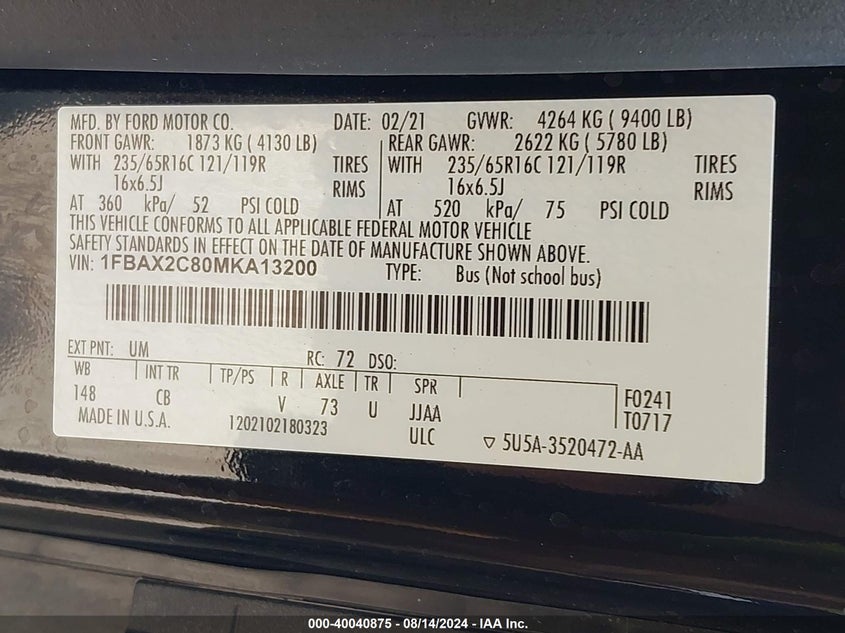 MFD. BY FORD MOTOR CO. DATE: 02/21 GVWR: 4264 KG ( 9400 LB)
FRONT GAWR: 1873 KG ( 4130 LB) REAR GAWR: 2622 KG ( 5780 LB)
WITH 235/65R16C 121/119R TIRES WITH 235/65R16C 121/119R TIRES
16x6.5J RIMS 16x6.5J RIMS
AT 360 kPa/ 52 PSI COLD AT 520 kPa/ 75 PSI COLD
THIS VEHICLE CONFORMS TO ALL APPLICABLE FEDERAL MOTOR VEHICLE
SAFETY STANDARDS IN EFFECT ON THE DATE OF MANUFACTURE SHOWN ABOVE.
VIN: 1FBAX2C80MKA13200 TYPE: Bus (Not school bus)
EXT PNT: UM RC: 72 DSO:
WB INT TR TP/PS R AXLE TR SPR
148 CB V 73 U JJAA F0241
MADE IN U.S.A. 1202102180323 ULC T0717
▽ 5U5A-3520472-AA
000-40040875 - 08/14/2024 - IAA Inc.